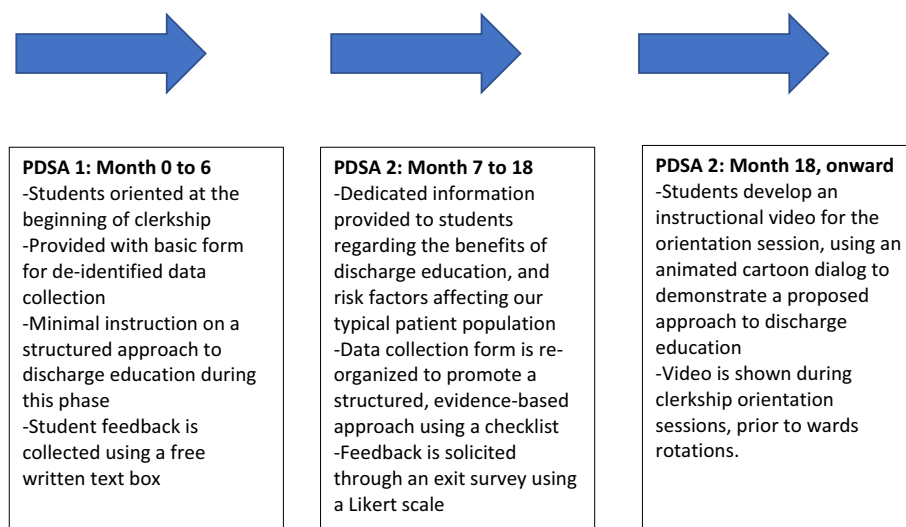 PDSA 1: Month 0 to 6
-Students oriented at the
beginning of clerkship
-Provided with basic form
for de-identified data
collection
-Minimal instruction on a
structured approach to
discharge education during
this phase
-Student feedback is
collected using a free
written text box
PDSA 2: Month 7 to 18
-Dedicated information
provided to students
regarding the benefits of
discharge education, and
risk factors affecting our
typical patient population
-Data collection form is re-
organized to promote a
structured, evidence-based
approach using a checklist
-Feedback is solicited
through an exit survey using
a Likert scale
PDSA 2: Month 18, onward
-Students develop an
instructional video for the
orientation session, using an
animated cartoon dialog to
demonstrate a proposed
approach to discharge
education
-Video is shown during
clerkship orientation
sessions, prior to wards
rotations.